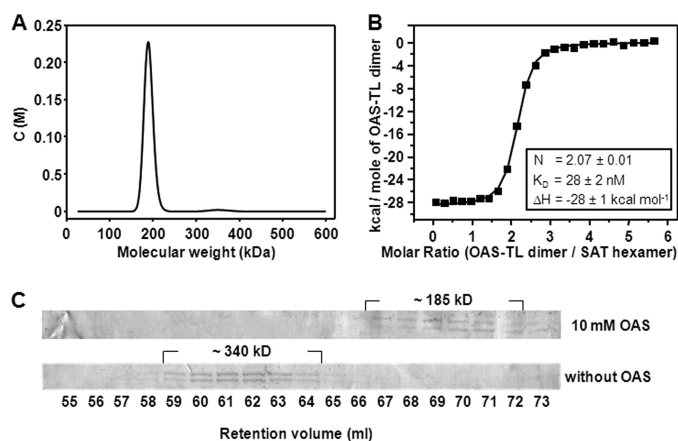 A
C (M)
0.25
0.20
0.15
0.10
0.05
0
0 100 200 300 400 500 600
Molecular weight (kDa)
B
kcal / mole of OAS-TL dimer
0
-4
-8
-12
-16
-20
-24
-28
N = 2.07 ± 0.01
KD = 28 ± 2 nM
ΔH = -28 ± 1 kcal mol-1
0 1 2 3 4 5 6
Molar Ratio (OAS-TL dimer / SAT hexamer)
C
~ 185 kD
10 mM OAS
~ 340 kD
without OAS
55 56 57 58 59 60 61 62 63 64 65 66 67 68 69 70 71 72 73
Retention volume (ml)